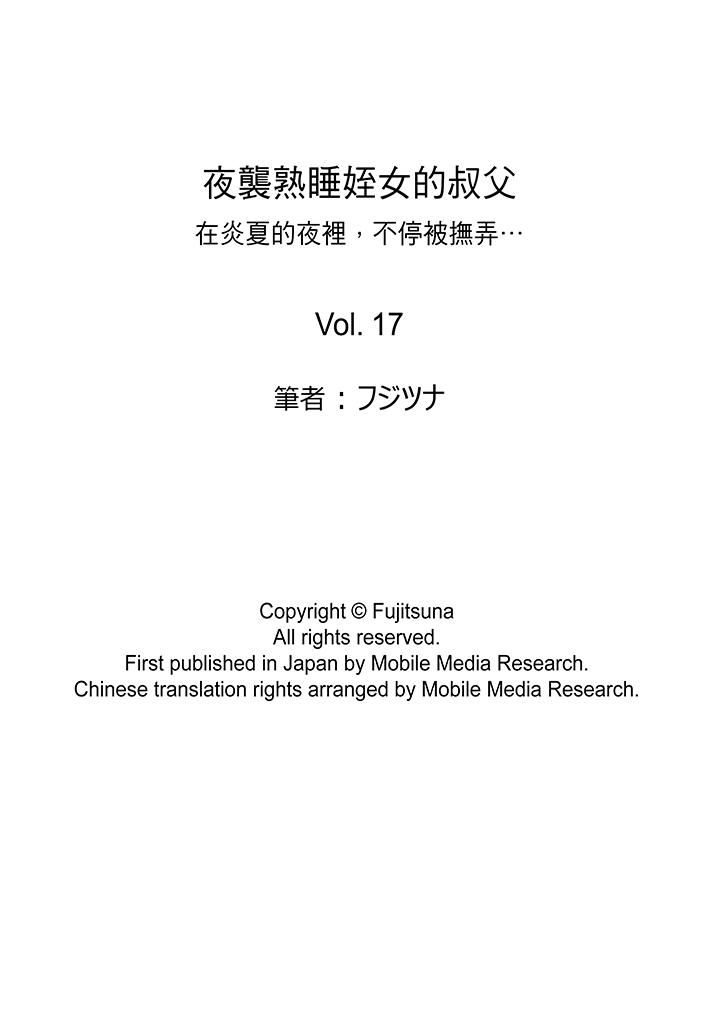 夜襲熟睡姪女的叔父
在炎夏的夜裡，不停被撫弄…
Vol. 17
筆者：フジツナ
Copyright © Fujitsuna
All rights reserved.
First published in Japan by Mobile Media Research.
Chinese translation rights arranged by Mobile Media Research.